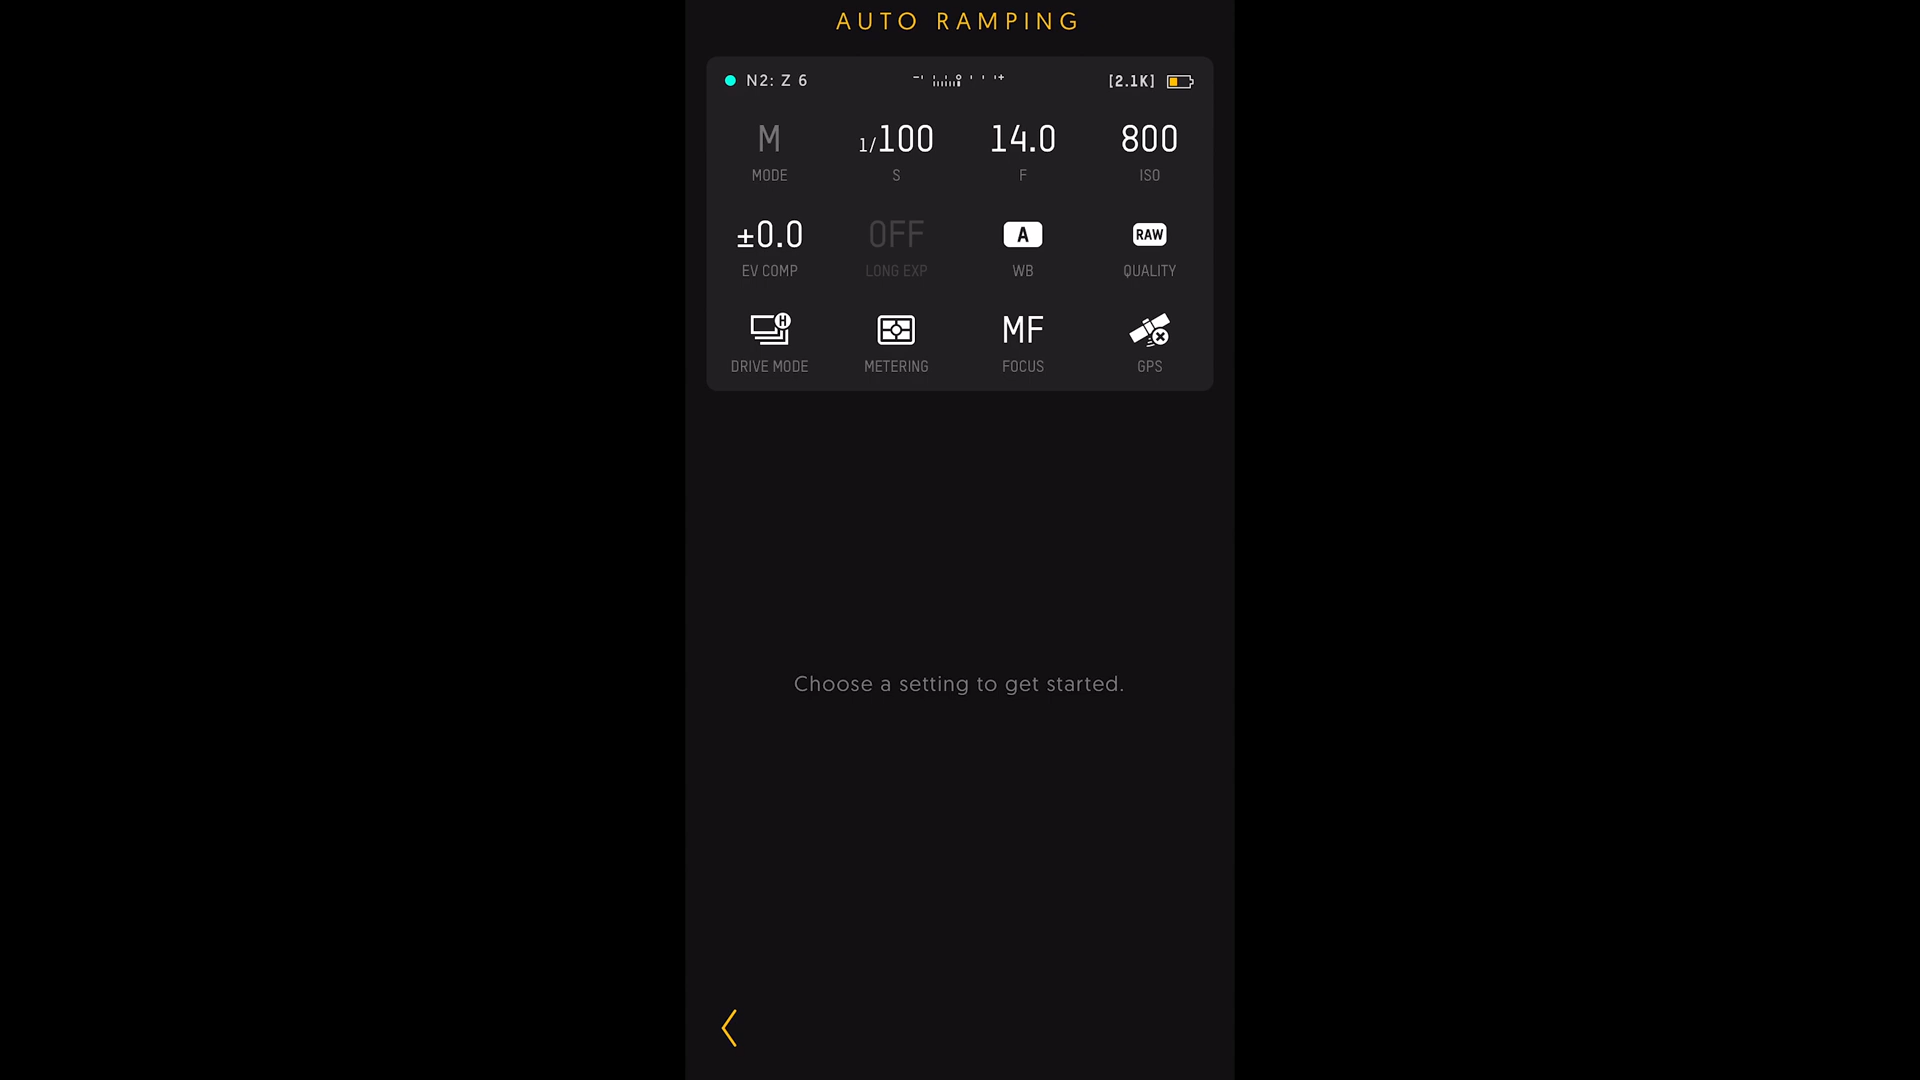 AUTO RAMPING
N2: Z 6 [2.1K]
M 1/100 14.0 800
MODE S F ISO
±0.0 OFF A RAW
EV COMP LONG EXP WB QUALITY
H MF
DRIVE MODE METERING FOCUS GPS
Choose a setting to get started.